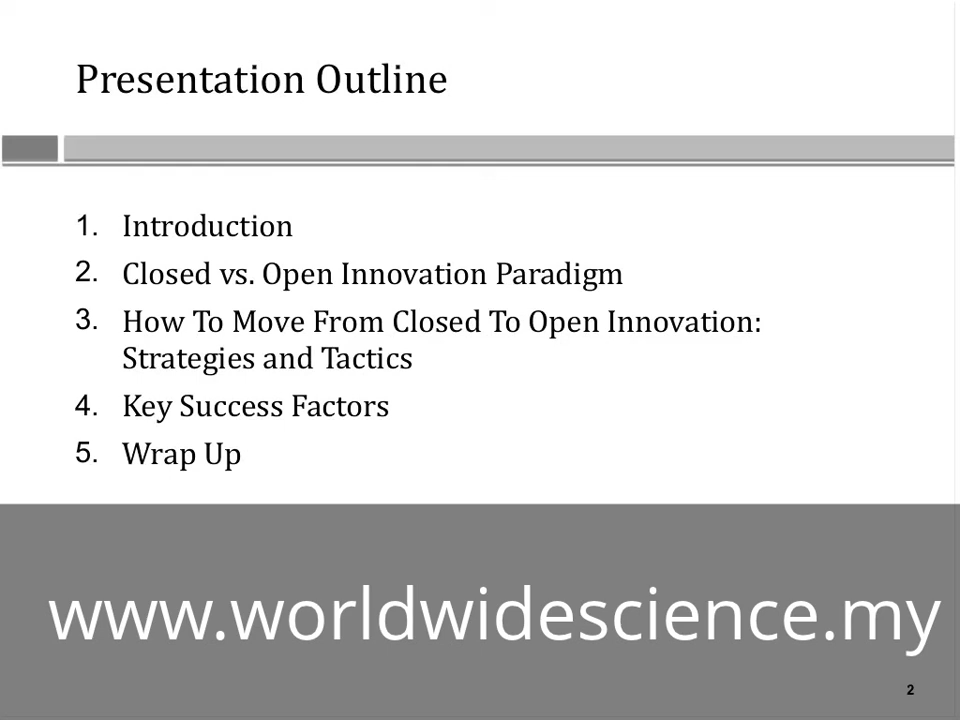 Presentation Outline
1. Introduction
2. Closed vs. Open Innovation Paradigm
3. How To Move From Closed To Open Innovation:
Strategies and Tactics
4. Key Success Factors
5. Wrap Up
www.worldwidescience.my
2